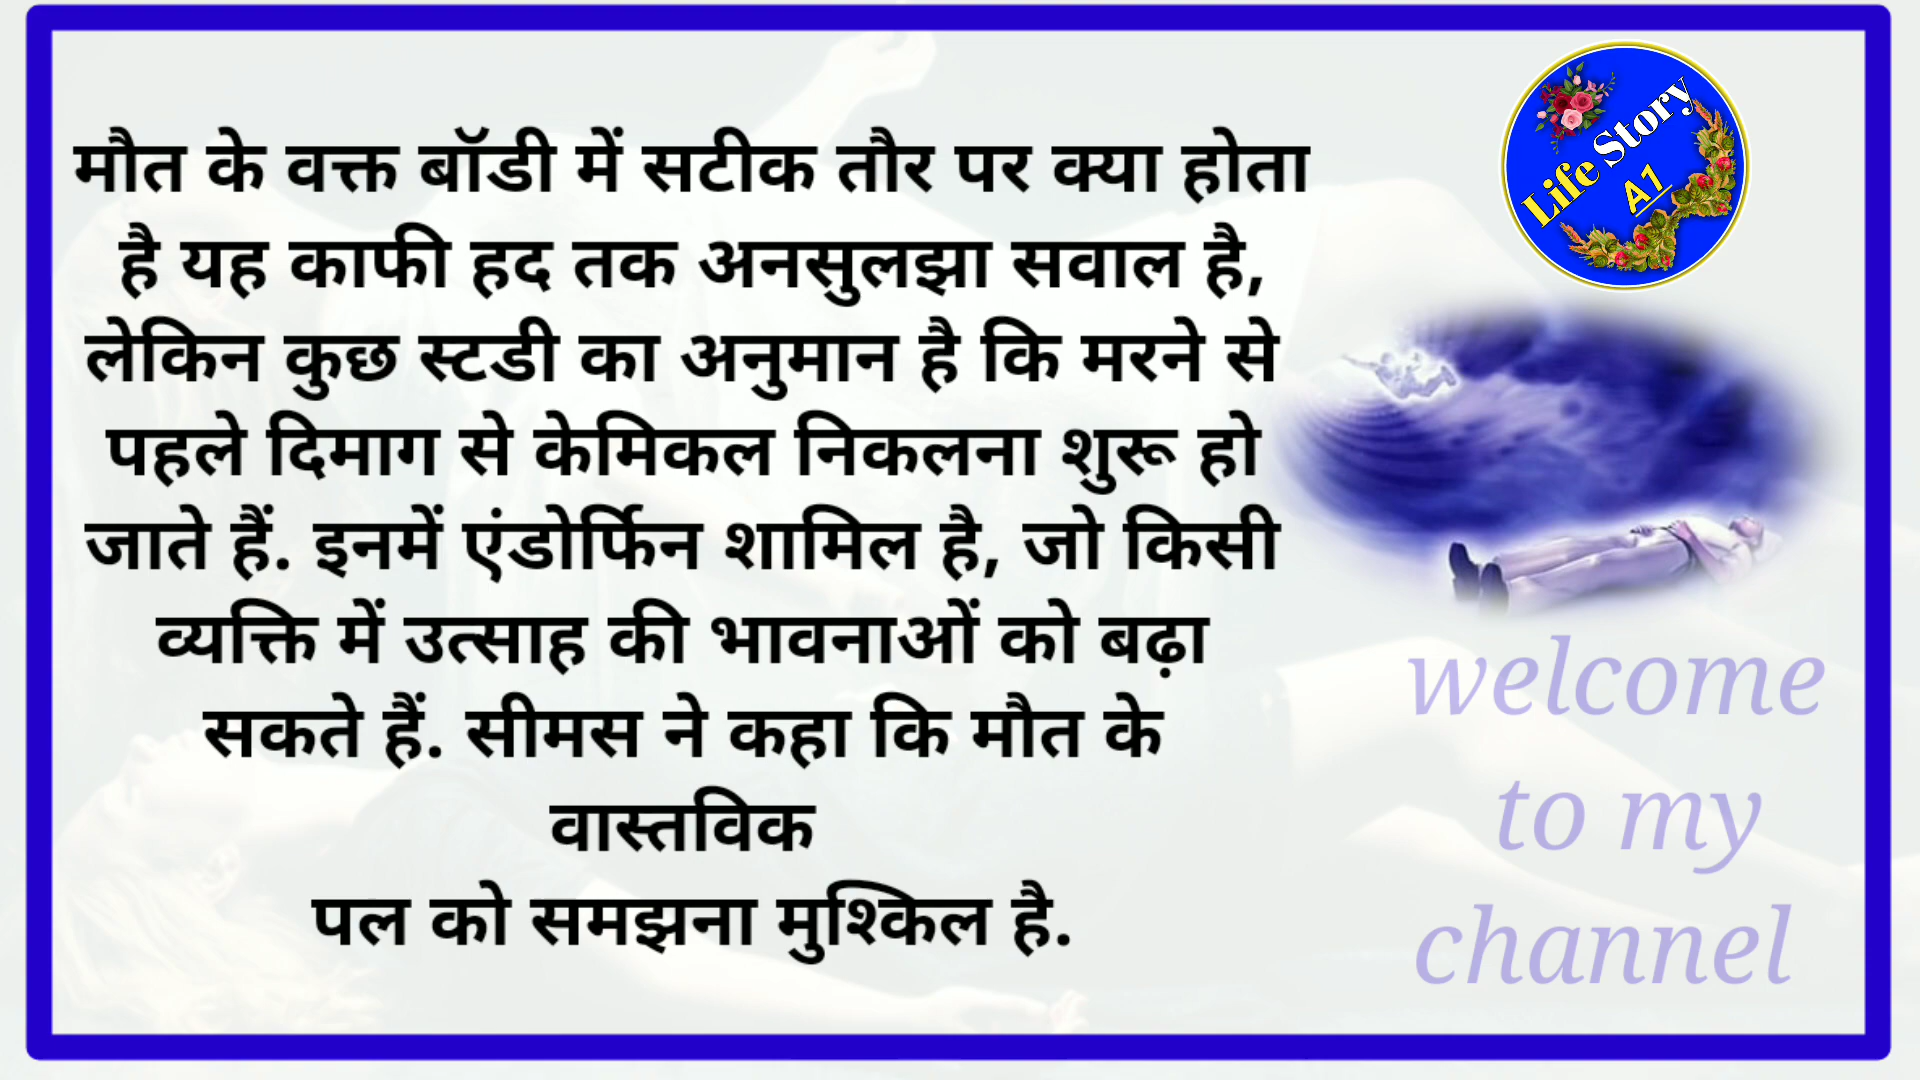 मौत के वक्त बॉडी में सटीक तौर पर क्या होता
है यह काफी हद तक अनसुलझा सवाल है,
लेकिन कुछ स्टडी का अनुमान है कि मरने से
पहले दिमाग से केमिकल निकलना शुरू हो
जाते हैं. इनमें एंडोर्फिन शामिल है, जो किसी
व्यक्ति में उत्साह की भावनाओं को बढ़ा
सकते हैं. सीमस ने कहा कि मौत के
वास्तविक
पल को समझना मुश्किल है.
Life Story
A1
welcome
to my
channel